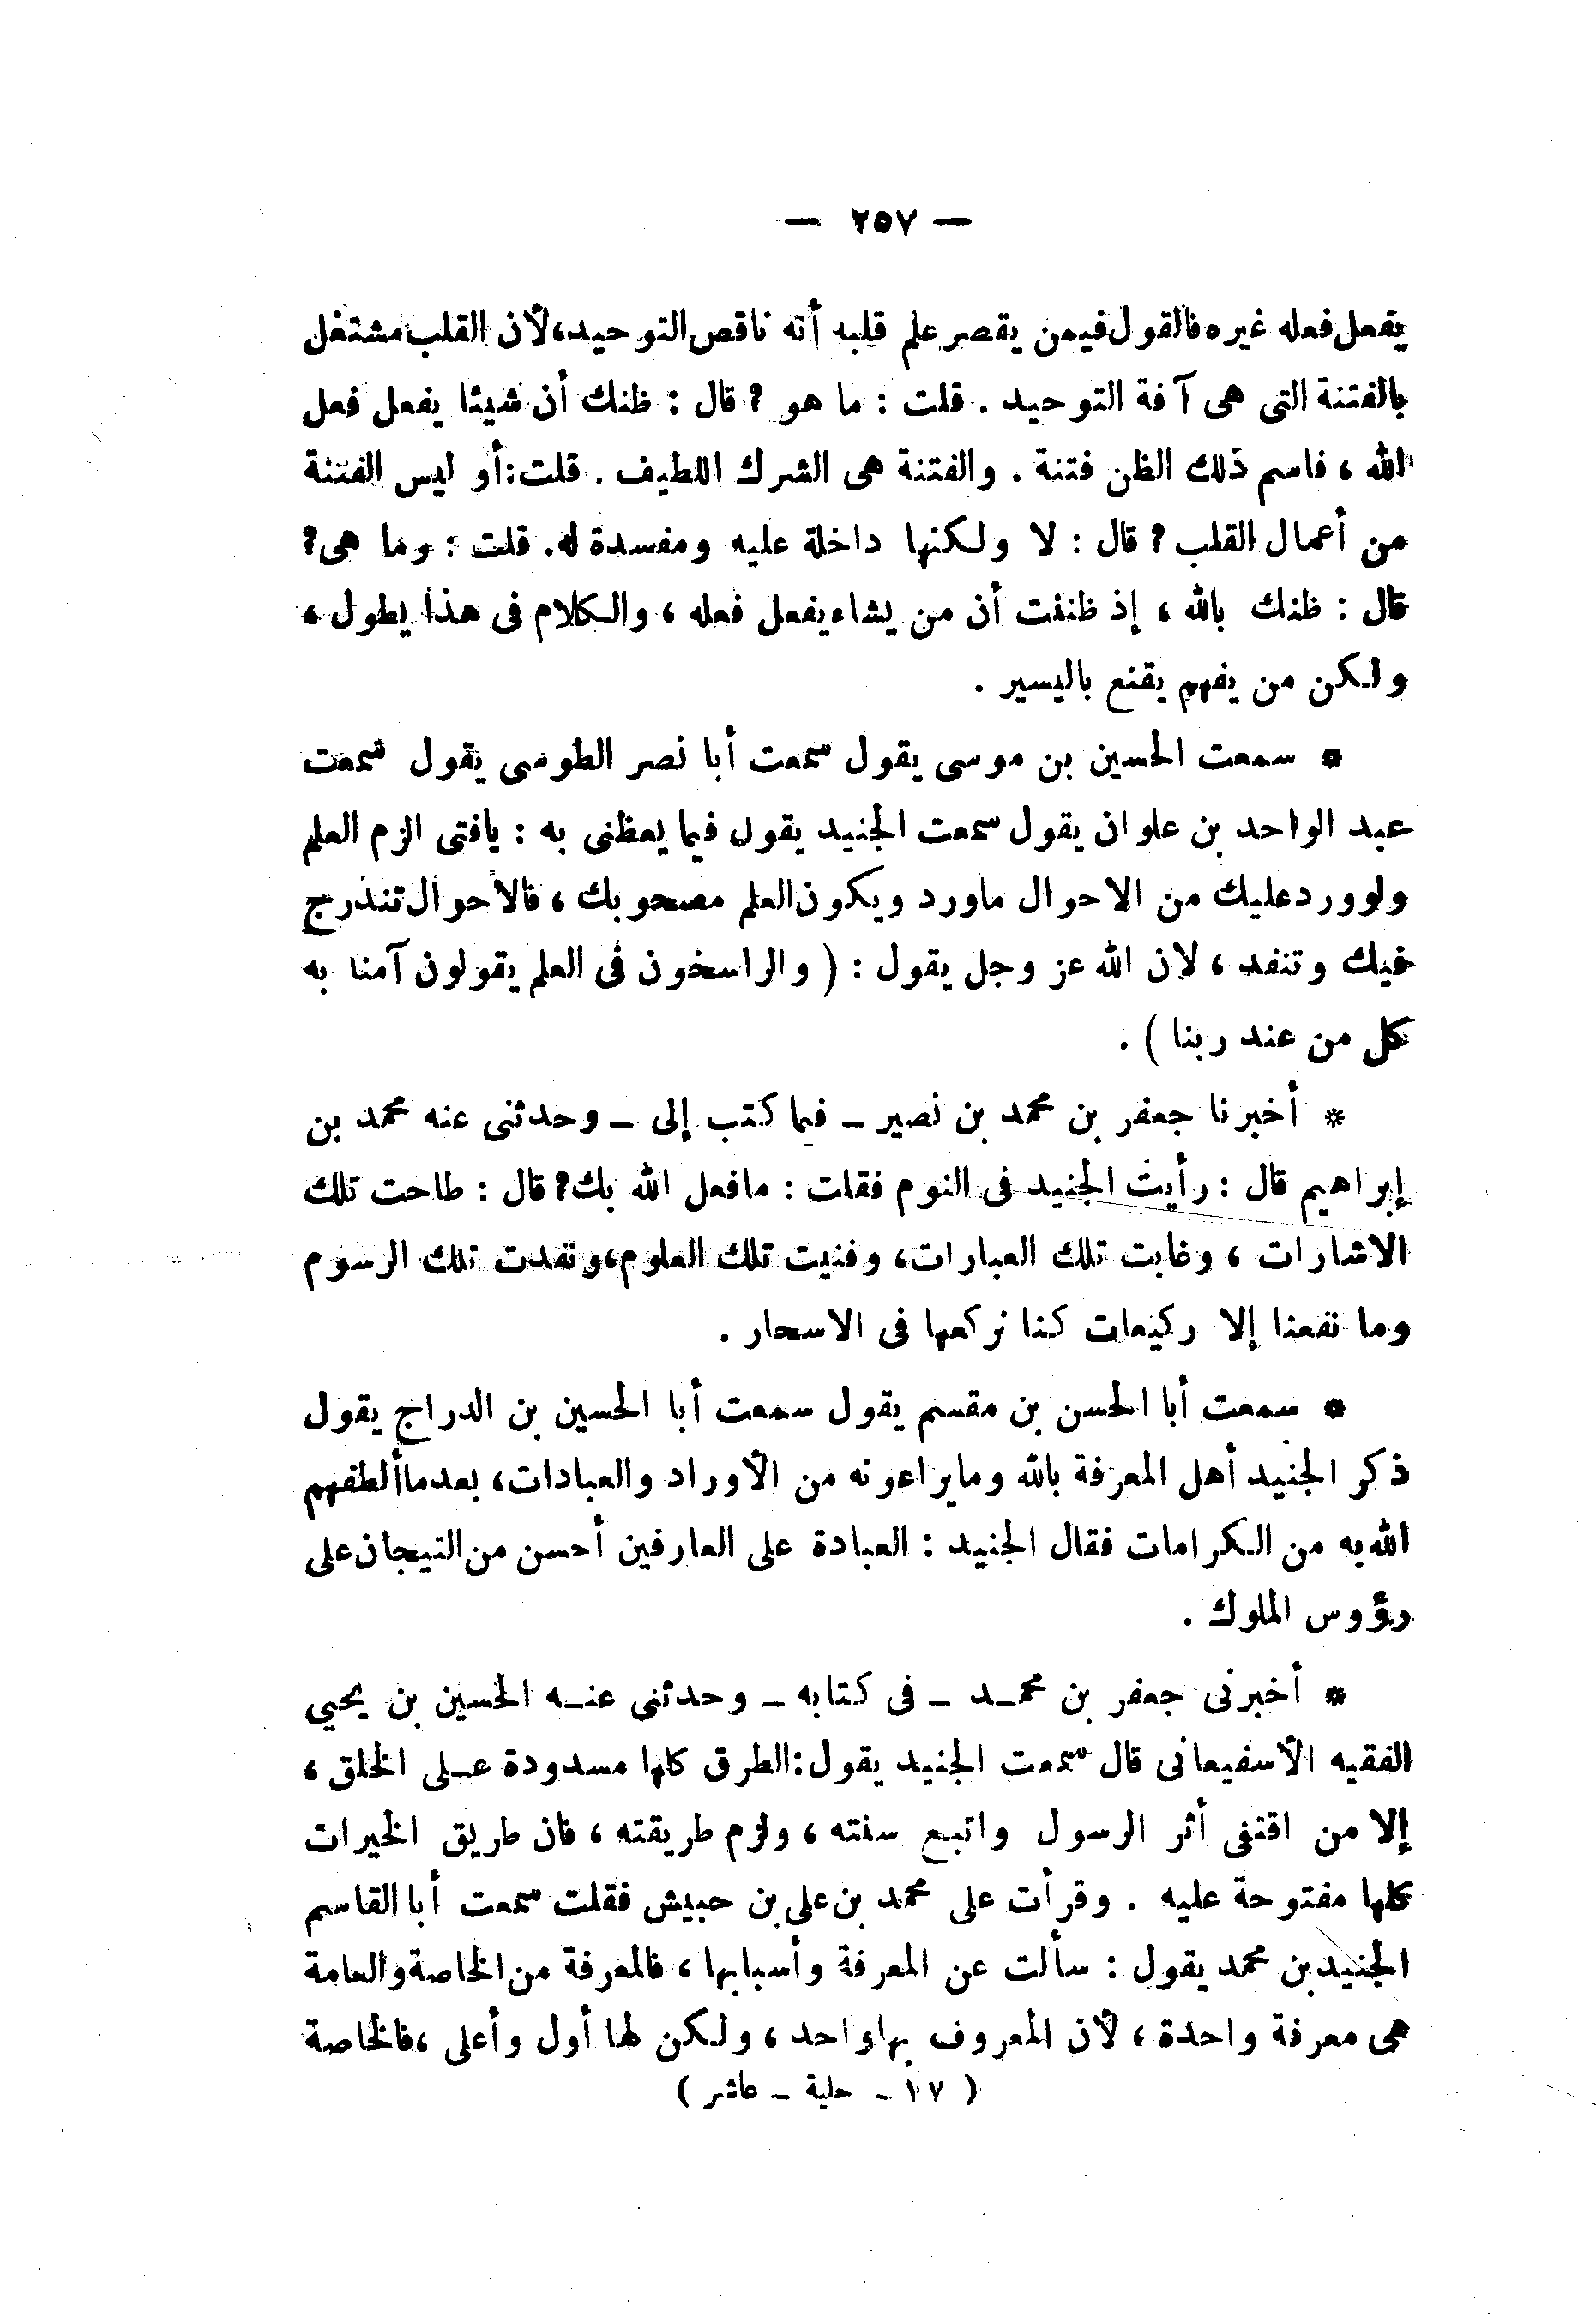 — ٢٥٧ —
يفعل فعله غيره فالقول فيمن يقصر علم قلبه أنه ناقص التوحيد، لأن القلب مشتغل
بالفتنة التى هى آفة التوحيد . قلت : ما هو ؟ قال : ظنك أن شيئا يفعل فعل
الله ، فاسم ذلك الظن فتنة . والفتنة هى الشرك اللطيف . قلت : أو ليس الفتنة
من أعمال القلب ؟ قال : لا ولكنها داخلة عليه ومفسدة له. قلت : وما هى؟
قال : ظنك بالله ، إذ ظننت أن من يشاء يفعل فعله ، والكلام فى هذا يطول ،
ولكن من يفهم يقنع باليسير .
* سمعت الحسين بن موسى يقول سمعت أبا نصر الطوسى يقول سمعت
عبد الواحد بن علوان يقول سمعت الجنيد يقول فيما يعظنى به : يافتى الزم العلم
ولوورد عليك من الاحوال ماورد ويكون العلم مصحوبك ، فالأحوال تندرج
فيك وتنفد ، لان الله عز وجل يقول : ( والراسخون فى العلم يقولون آمنا به
كل من عند ربنا ) .
* أخبرنا جعفر بن محمد بن نصير ـ فيما كتب إلى ـ وحدثنى عنه محمد بن
إبراهيم قال : رأيت الجنيد فى النوم فقلت : مافعل الله بك؟ قال : طاحت تلك
الاشارات ، وغابت تلك العبارات، وفنيت تلك العلوم، ونفدت تلك الرسوم
وما نفعنا إلا ركيعات كنا نركعها فى الاسحار .
* سمعت أبا الحسن بن مقسم يقول سمعت أبا الحسين بن الدراج يقول
ذكر الجنيد أهل المعرفة بالله ومايراعونه من الأوراد والعبادات، بعدما ألطفهم
الله به من الكرامات فقال الجنيد : العبادة على العارفين أحسن من التيجان على
رؤوس الملوك .
* أخبرنى جعفر بن محمـد ـ فى كتابه ـ وحدثنى عنـه الحسين بن يحيى
الفقيه الأسفيعانى قال سمعت الجنيد يقول : الطرق كلها مسدودة عـلى الخلق ،
إلا من اقتفى أثر الرسول واتبع سنته ، ولزم طريقته ، فان طريق الخيرات
كلها مفتوحة عليه . وقرأت على محمد بن على بن حبيش فقلت سمعت أبا القاسم
الجنيد بن محمد يقول : سألت عن المعرفة وأسبابها ، فالمعرفة من الخاصة والعامة
هى معرفة واحدة ، لأن المعروف بها واحد ، ولكن لها أول وأعلى ، فالخاصة
( ١٧ ـ حلية ـ عاشر )